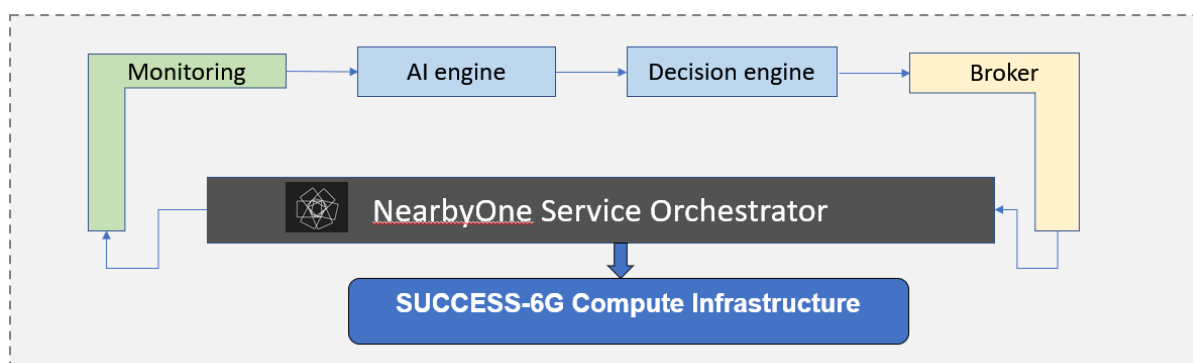 Monitoring
AI engine
Decision engine
Broker
NearbyOne Service Orchestrator
SUCCESS-6G Compute Infrastructure